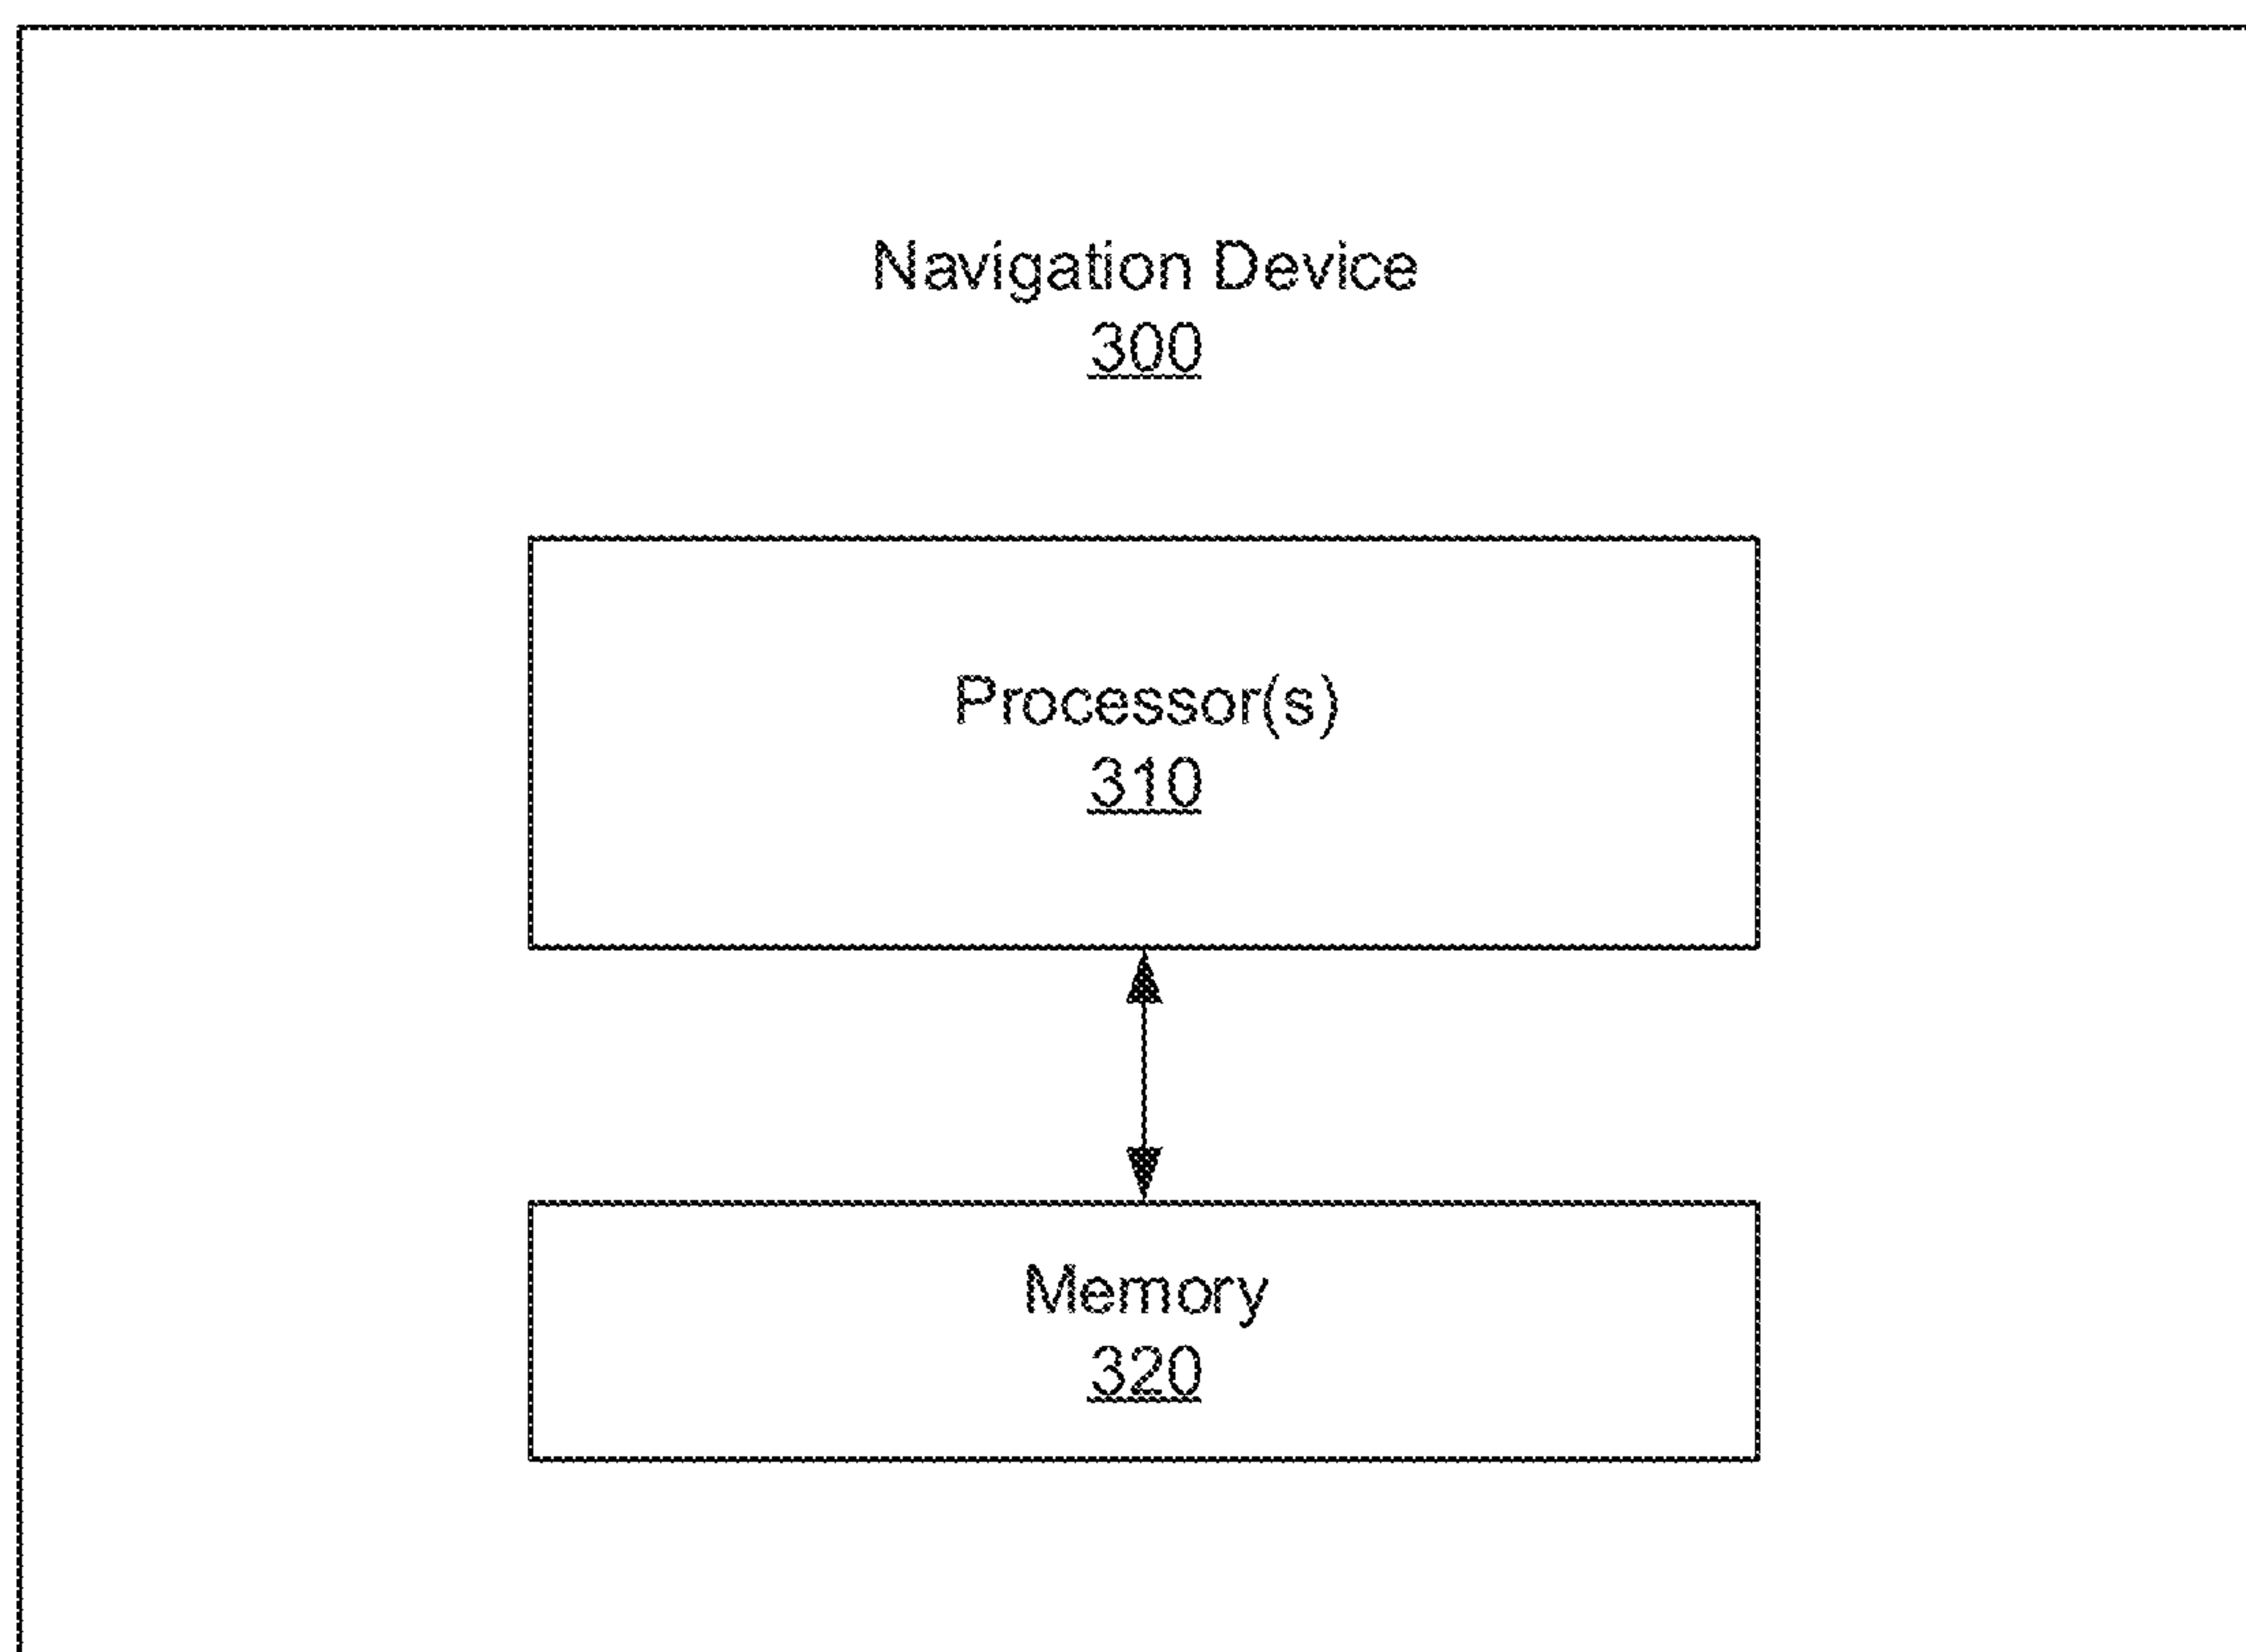 Navigation Device
300
Processor(s)
310
Memory
320